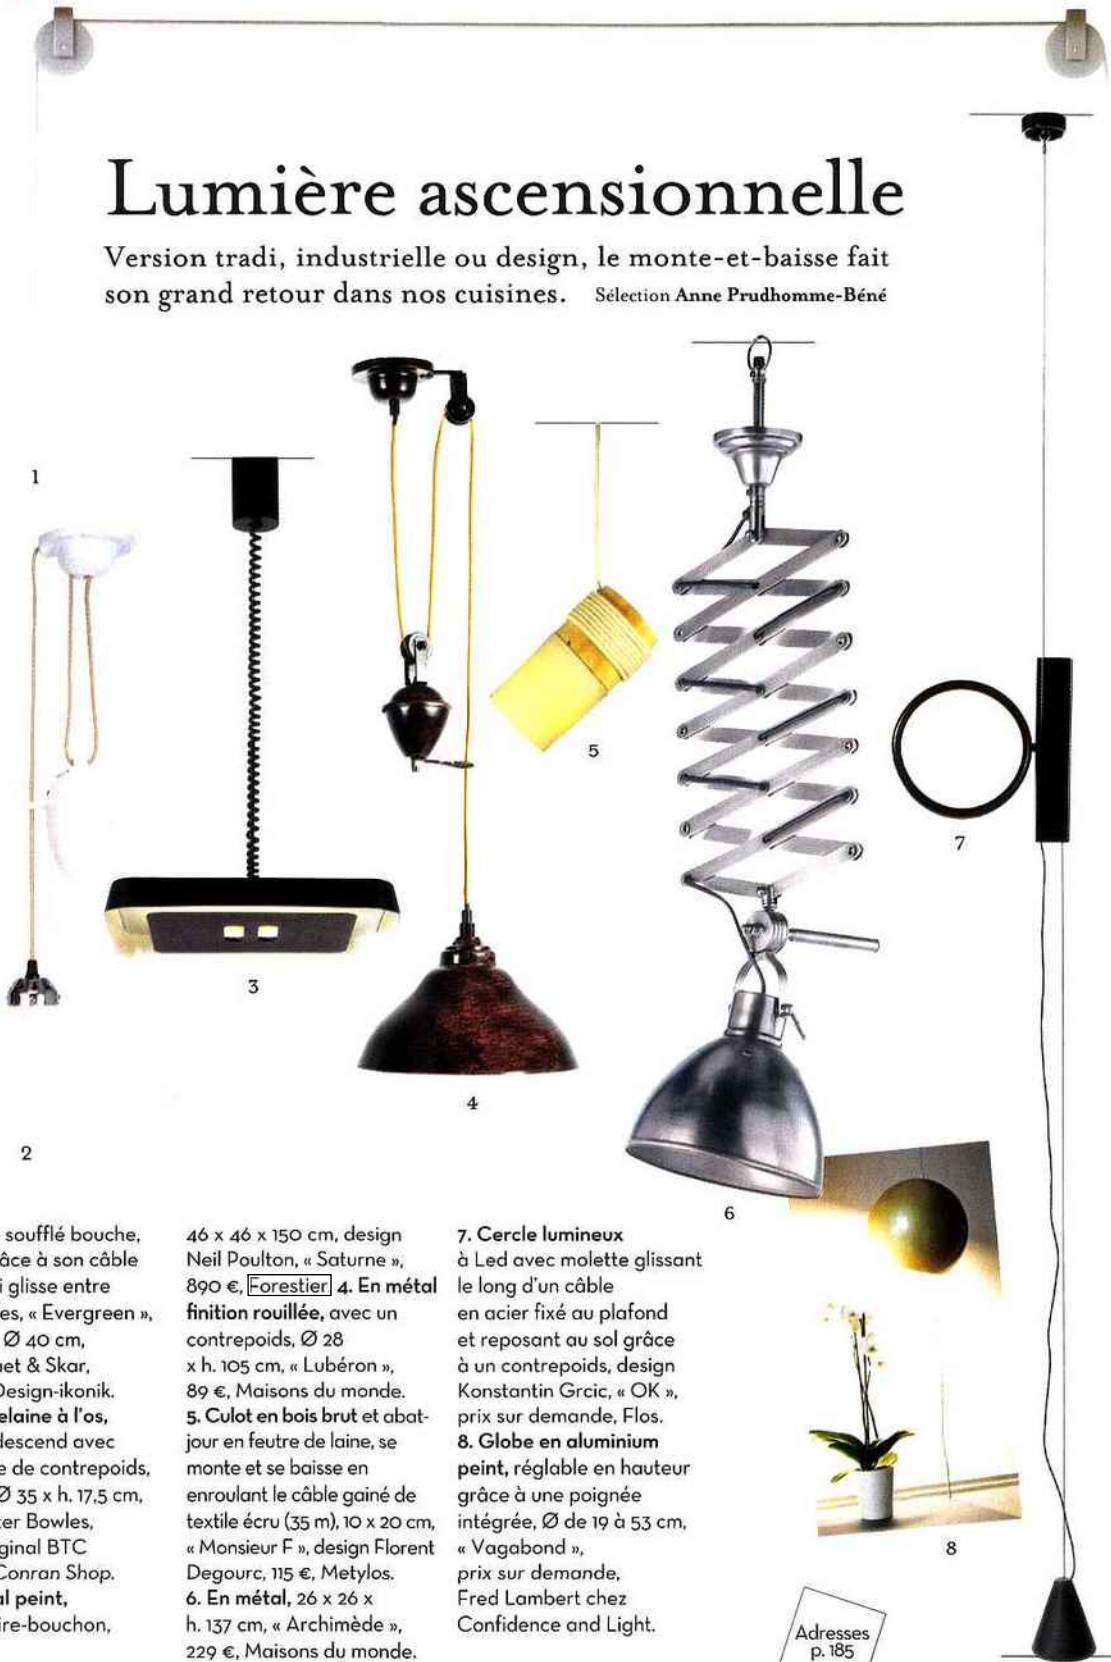 Lumière ascensionnelle
Version tradi, industrielle ou design, le monte-et-baisse fait
son grand retour dans nos cuisines. Sélection Anne Prudhomme-Béné
1
2
3
4
5
6
7
8
soufflé bouche,
âce à son câble
i glisse entre
es, « Evergreen »,
Ø 40 cm,
et & Skar,
Design-ikonik.
elaine à l'os,
descend avec
e de contrepoids,
Ø 35 x h. 17,5 cm,
ter Bowles,
ginal BTC
Conran Shop.
al peint,
ire-bouchon,
46 x 46 x 150 cm, design
Neil Poulton, « Saturne »,
890 €, Forestier 4. En métal
finition rouillée, avec un
contrepoids, Ø 28
x h. 105 cm, « Lubéron »,
89 €, Maisons du monde.
5. Culot en bois brut et abat-
jour en feutre de laine, se
monte et se baisse en
enroulant le câble gainé de
textile écru (35 m), 10 x 20 cm,
« Monsieur F », design Florent
Degourc, 115 €, Metylos.
6. En métal, 26 x 26 x
h. 137 cm, « Archimède »,
229 €, Maisons du monde.
7. Cercle lumineux
à Led avec molette glissant
le long d'un câble
en acier fixé au plafond
et reposant au sol grâce
à un contrepoids, design
Konstantin Grcic, « OK »,
prix sur demande, Flos.
8. Globe en aluminium
peint, réglable en hauteur
grâce à une poignée
intégrée, Ø de 19 à 53 cm,
« Vagabond »,
prix sur demande,
Fred Lambert chez
Confidence and Light.
Adresses
p. 185